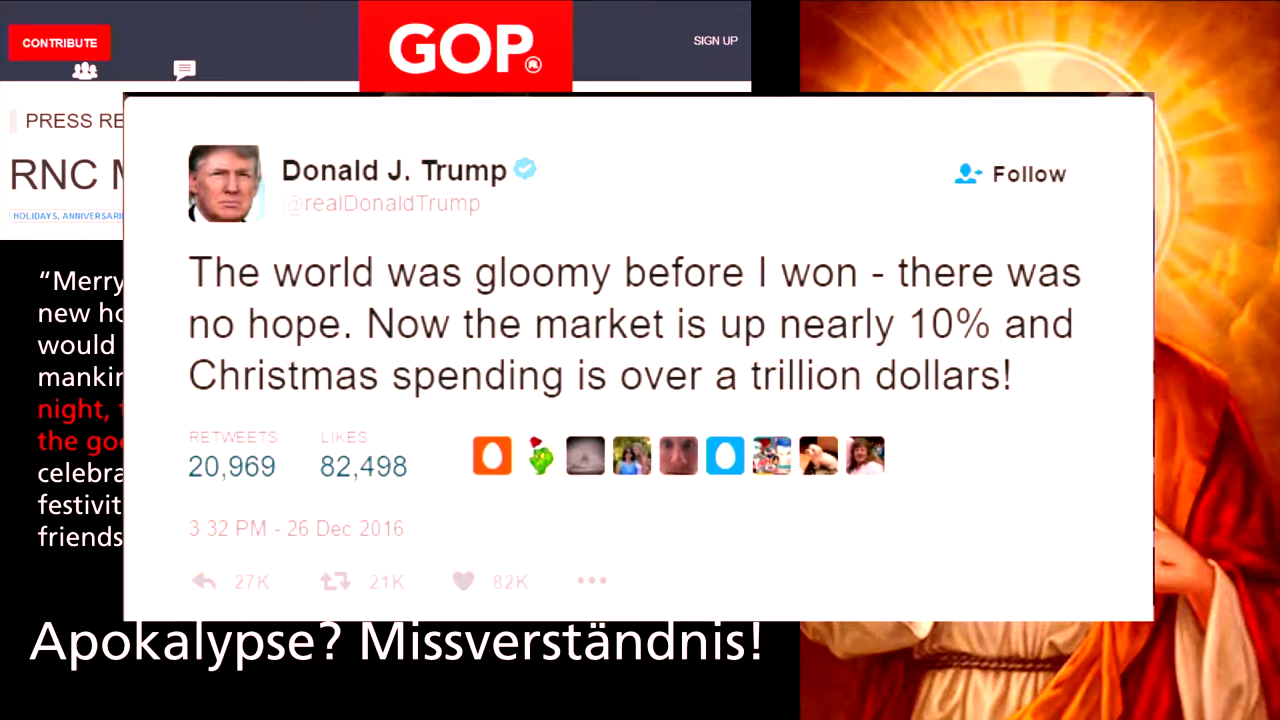 CONTRIBUTE
GOP
SIGN UP
PRESS RE
RNC M
HOLIDAYS, ANNIVERSARI
Donald J. Trump
@realDonaldTrump
Follow
The world was gloomy before I won - there was
no hope. Now the market is up nearly 10% and
Christmas spending is over a trillion dollars!
RETWEETS LIKES
20,969 82,498
3:32 PM - 26 Dec 2016
27K 21K 82K
“Merry
new ho
would
mankin
night,
the goo
celebra
festivit
friends
Apokalypse? Missverständnis!